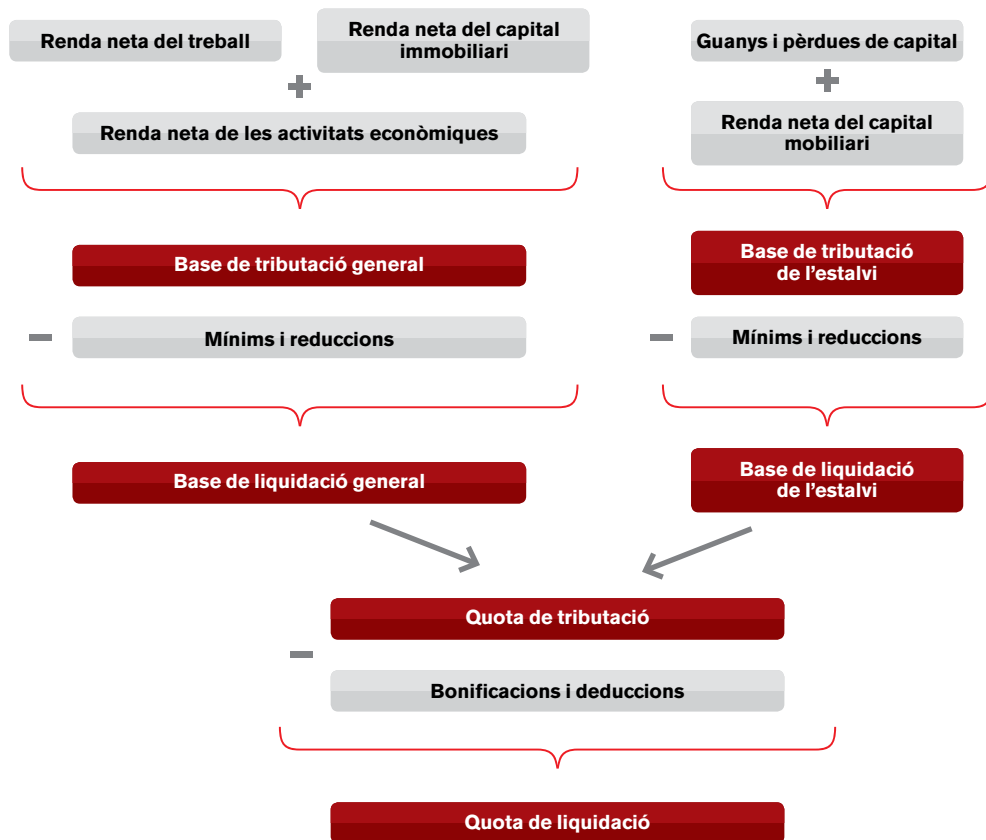 Renda neta del treball
Renda neta del capital
immobiliari
+
Renda neta de les activitats econòmiques
Guanys i pèrdues de capital
+
Renda neta del capital
mobiliari
Base de tributació general
Base de tributació
de l’estalvi
–
Mínims i reduccions
–
Mínims i reduccions
Base de liquidació general
Base de liquidació
de l’estalvi
Quota de tributació
–
Bonificacions i deduccions
Quota de liquidació